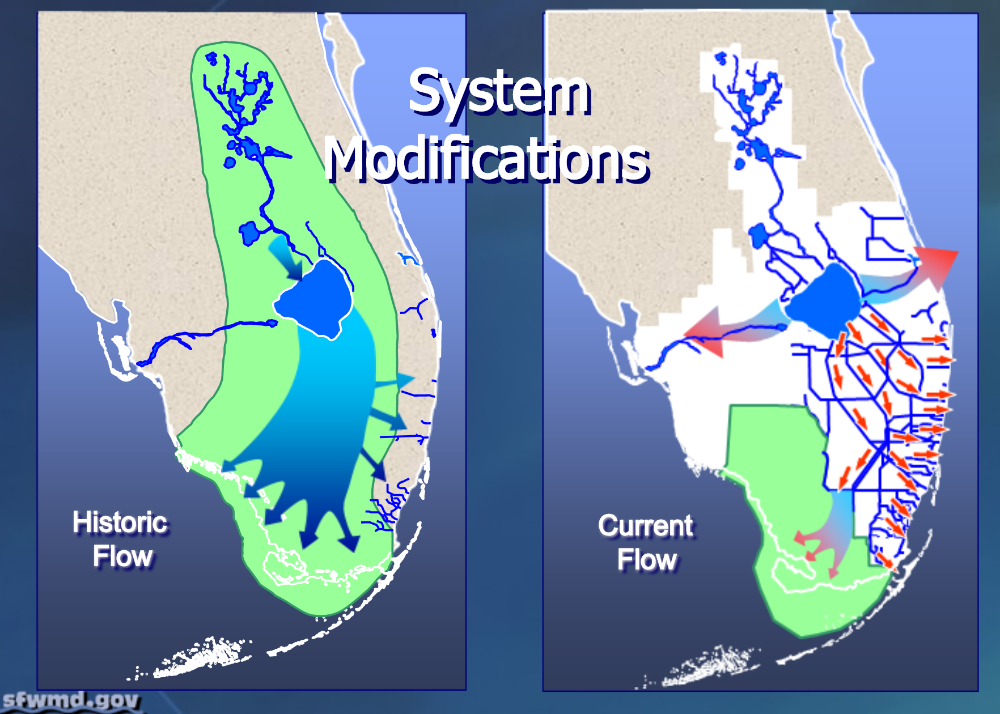 System
Modifications
Historic
Flow
Current
Flow
sfwmd.gov